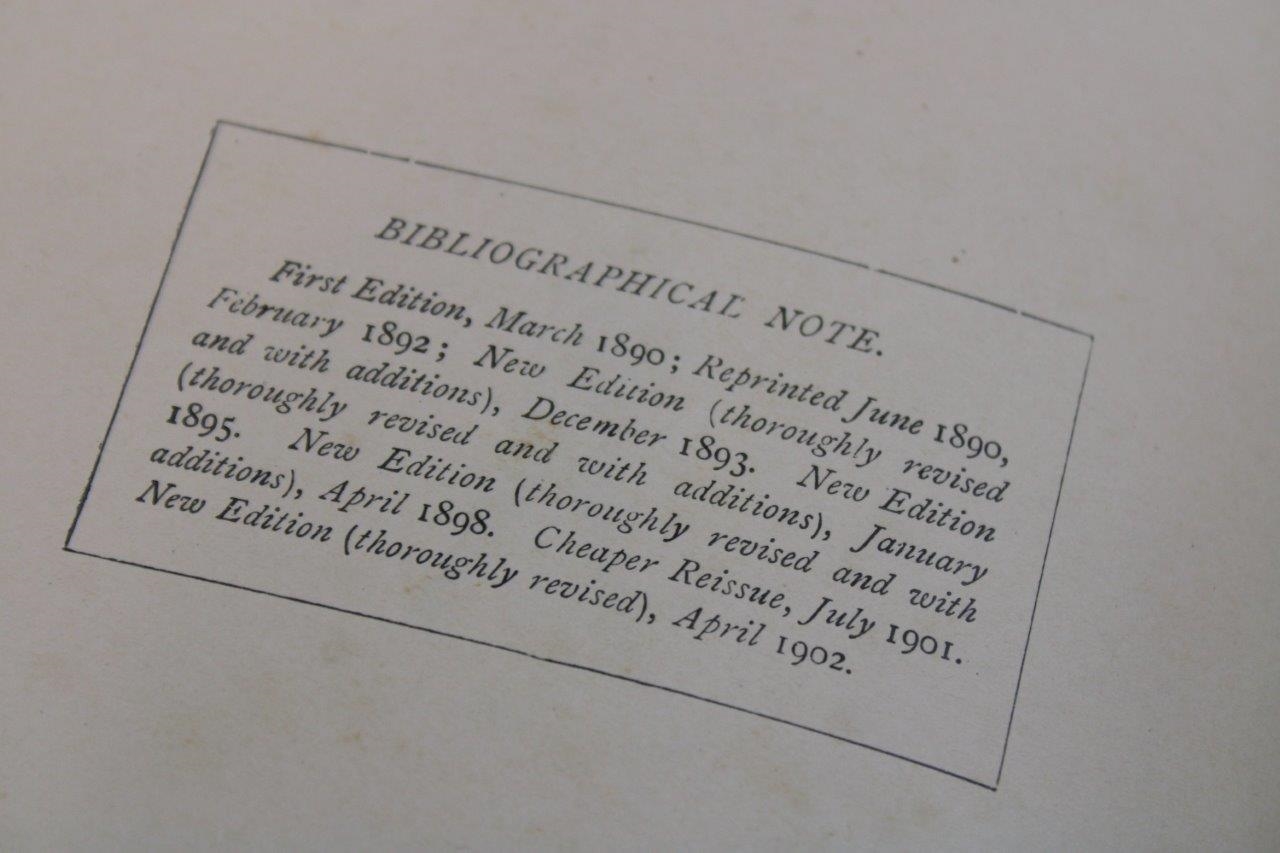 BIBLIOGRAPHICAL NOTE.
First Edition, March 1890; Reprinted June 1890,
February 1892; New Edition (thoroughly revised
and with additions), December 1893. New Edition
(thoroughly revised and with additions), January
1895. New Edition (thoroughly revised and with
additions), April 1898. Cheaper Reissue, July 1901.
New Edition (thoroughly revised), April 1902.